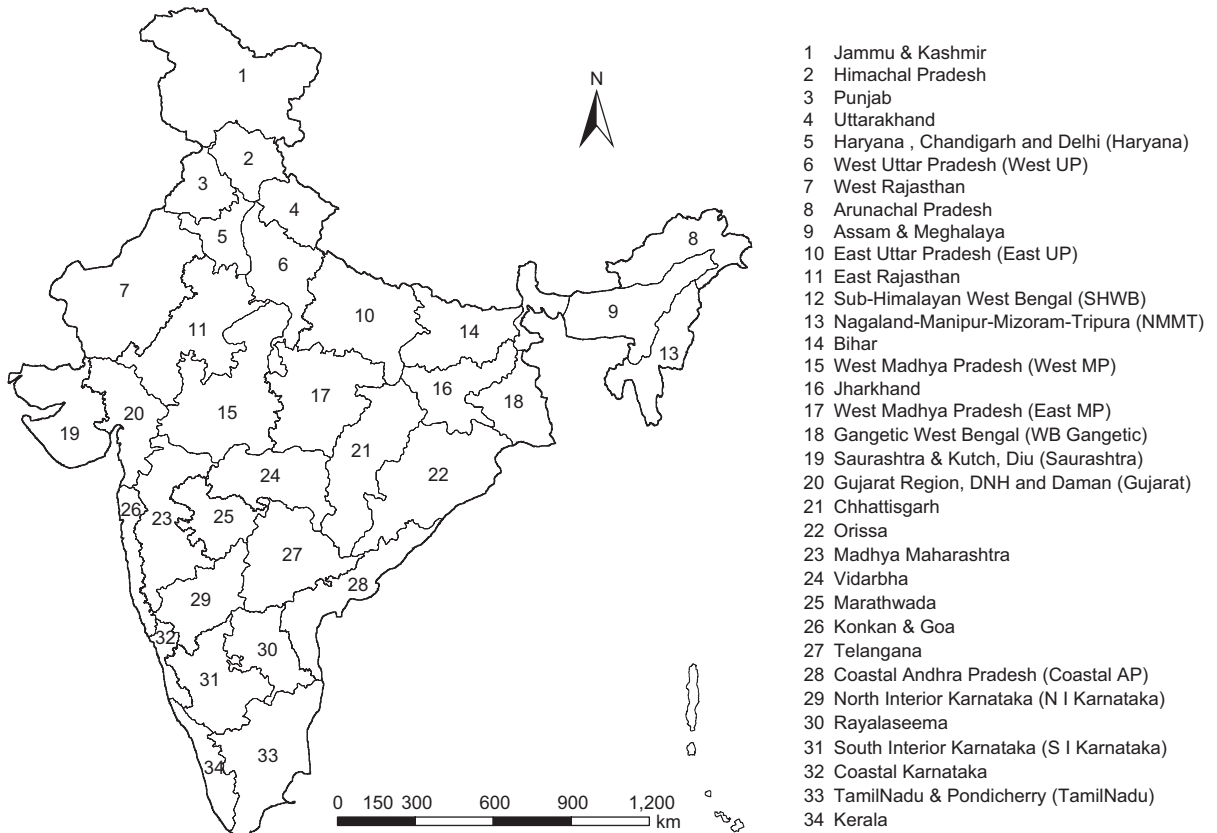 1
N
2
3
4
5
6
7
8
9
10
11
12
13
14
15
16
17
18
19
20
21
22
23
24
25
26
27
28
29
30
31
32
33
34
0 150 300 600 900 1,200
km
1 Jammu & Kashmir
2 Himachal Pradesh
3 Punjab
4 Uttarakhand
5 Haryana , Chandigarh and Delhi (Haryana)
6 West Uttar Pradesh (West UP)
7 West Rajasthan
8 Arunachal Pradesh
9 Assam & Meghalaya
10 East Uttar Pradesh (East UP)
11 East Rajasthan
12 Sub-Himalayan West Bengal (SHWB)
13 Nagaland-Manipur-Mizoram-Tripura (NMMT)
14 Bihar
15 West Madhya Pradesh (West MP)
16 Jharkhand
17 West Madhya Pradesh (East MP)
18 Gangetic West Bengal (WB Gangetic)
19 Saurashtra & Kutch, Diu (Saurashtra)
20 Gujarat Region, DNH and Daman (Gujarat)
21 Chhattisgarh
22 Orissa
23 Madhya Maharashtra
24 Vidarbha
25 Marathwada
26 Konkan & Goa
27 Telangana
28 Coastal Andhra Pradesh (Coastal AP)
29 North Interior Karnataka (N I Karnataka)
30 Rayalaseema
31 South Interior Karnataka (S I Karnataka)
32 Coastal Karnataka
33 TamilNadu & Pondicherry (TamilNadu)
34 Kerala